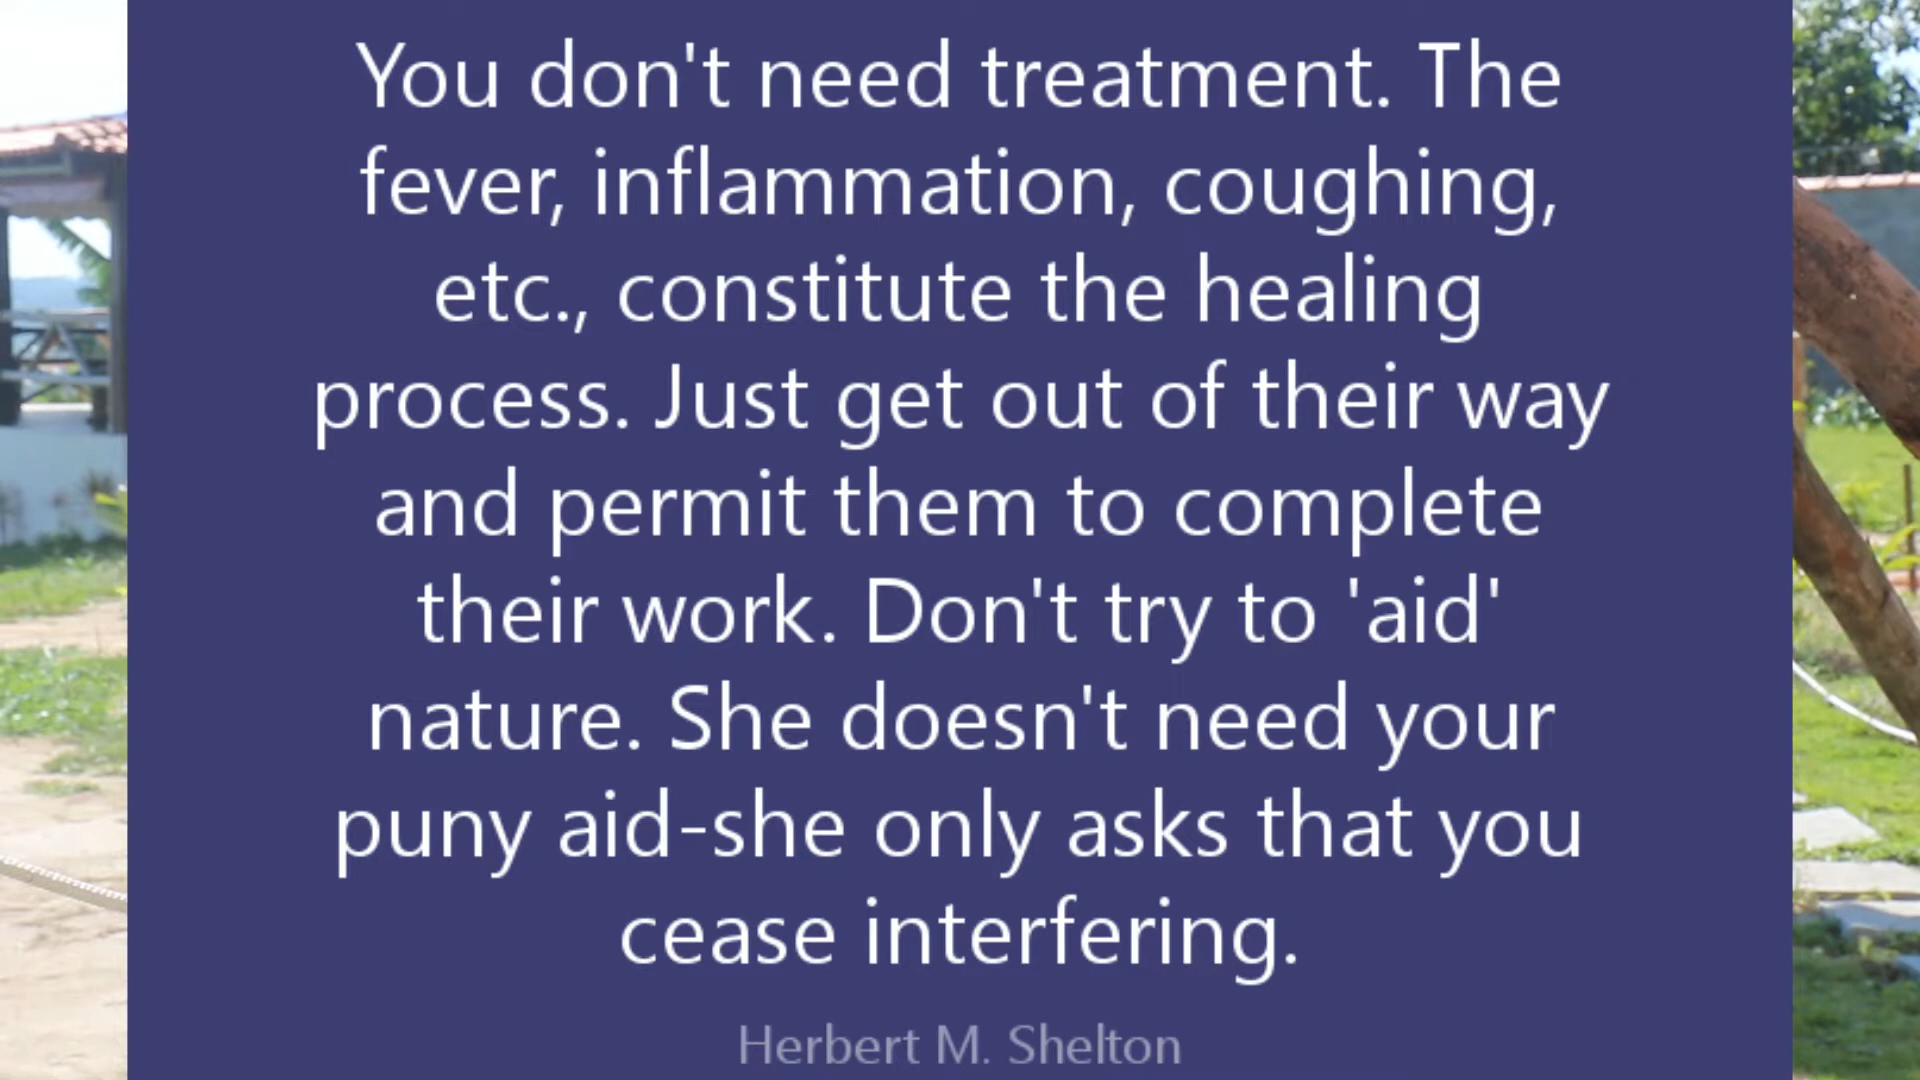 You don't need treatment. The
fever, inflammation, coughing,
etc., constitute the healing
process. Just get out of their way
and permit them to complete
their work. Don't try to 'aid'
nature. She doesn't need your
puny aid-she only asks that you
cease interfering.
Herbert M. Shelton